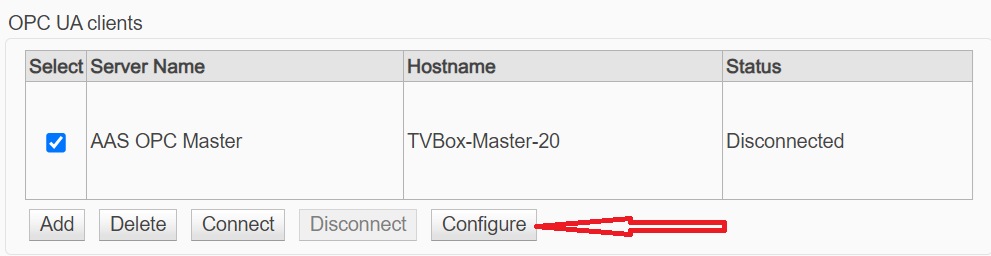 OPC UA clients
Select Server Name Hostname Status
AAS OPC Master TVBox-Master-20 Disconnected
Add Delete Connect Disconnect Configure